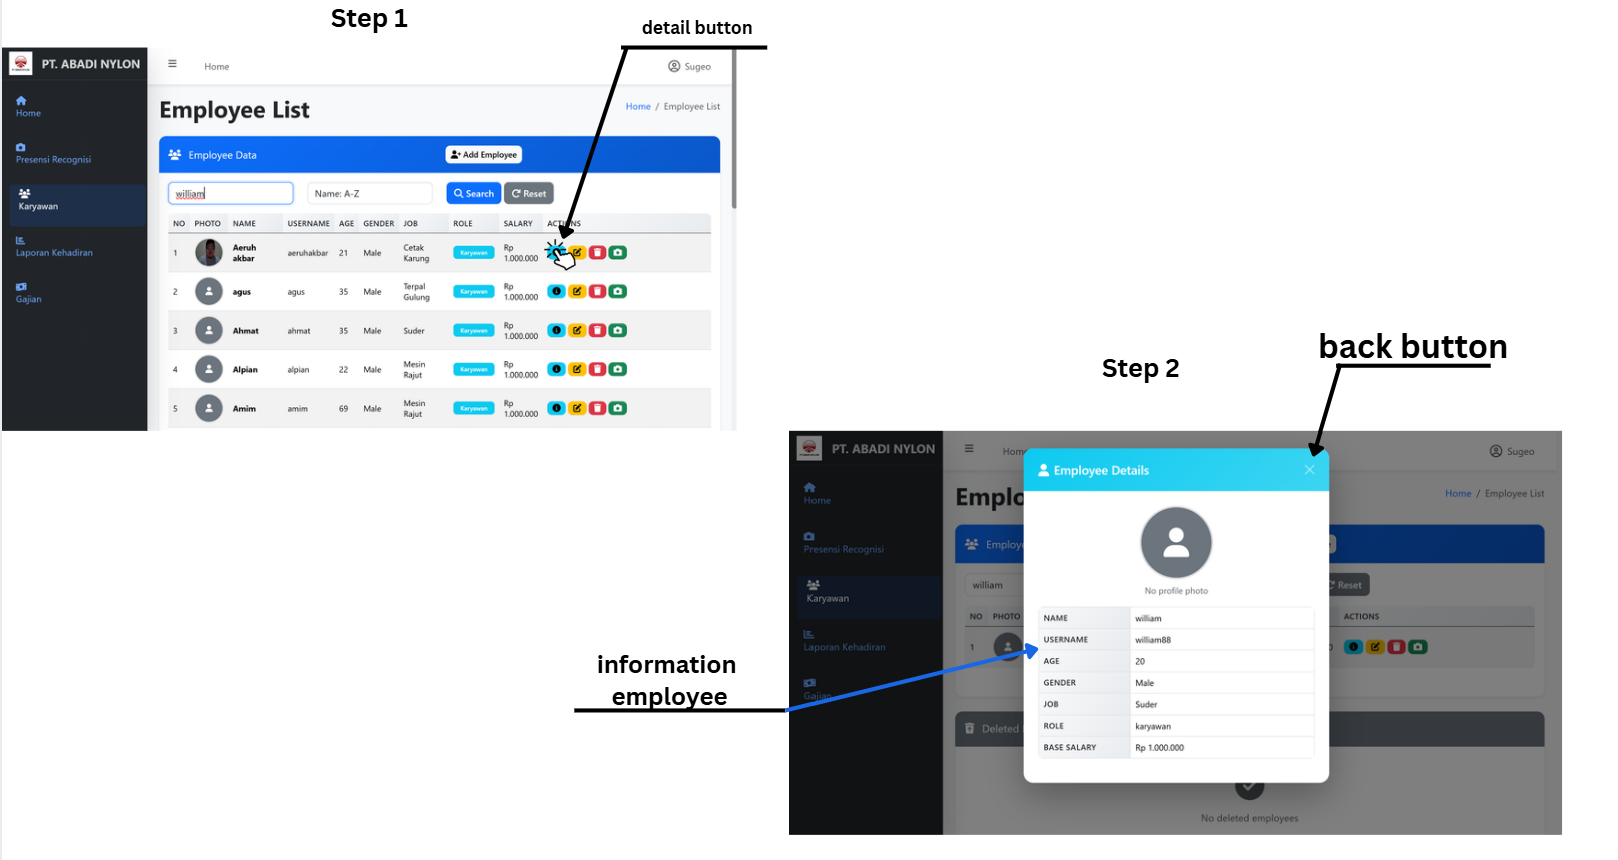 Step 1
detail button
PT. ABADI NYLON
Home
Sugeo
Home
Presensi Recognisi
Karyawan
Laporan Kehadiran
Gajian
Employee List
Home / Employee List
Employee Data
Add Employee
william
Name: A-Z
Search
Reset
NO PHOTO NAME USERNAME AGE GENDER JOB ROLE SALARY ACTIONS
1 Aeruh akbar aeruhakbar 21 Male Cetak Karung Karyawan Rp 1.000.000
2 agus agus 35 Male Terpal Gulung Karyawan Rp 1.000.000
3 Ahmat ahmat 35 Male Suder Karyawan Rp 1.000.000
4 Alpian alpian 22 Male Mesin Rajut Karyawan Rp 1.000.000
5 Amim amim 69 Male Mesin Rajut Karyawan Rp 1.000.000
Step 2
back button
information
employee
PT. ABADI NYLON
Hom
Sugeo
Home
Presensi Recognisi
Karyawan
Laporan Kehadiran
Gajian
Emplo
Home / Employee List
Employe
william
Reset
NO PHOTO
ACTIONS
1
Deleted
No deleted employees
Employee Details
No profile photo
NAME william
USERNAME william88
AGE 20
GENDER Male
JOB Suder
ROLE karyawan
BASE SALARY Rp 1.000.000